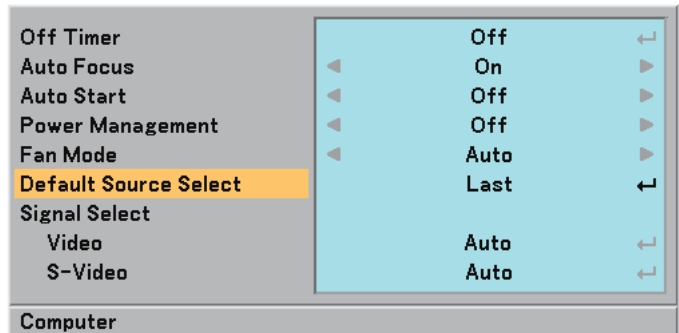 Off Timer Off
Auto Focus On
Auto Start Off
Power Management Off
Fan Mode Auto
Default Source Select Last
Signal Select
Video Auto
S-Video Auto
Computer